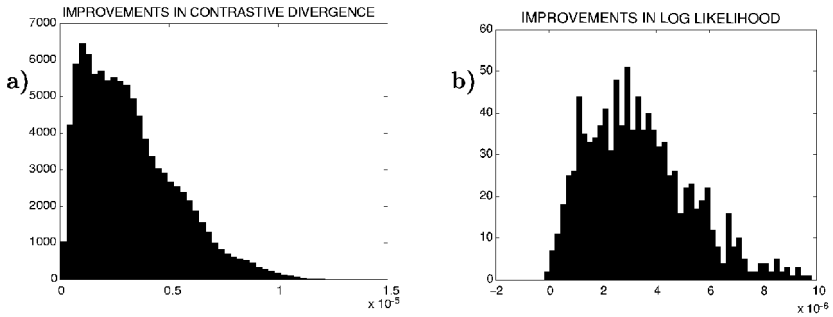 IMPROVEMENTS IN CONTRASTIVE DIVERGENCE
a)
7000
6000
5000
4000
3000
2000
1000
0
0 0.5 1 1.5
x 10⁻⁵
IMPROVEMENTS IN LOG LIKELIHOOD
b)
60
50
40
30
20
10
0
−2 0 2 4 6 8 10
x 10⁻⁶